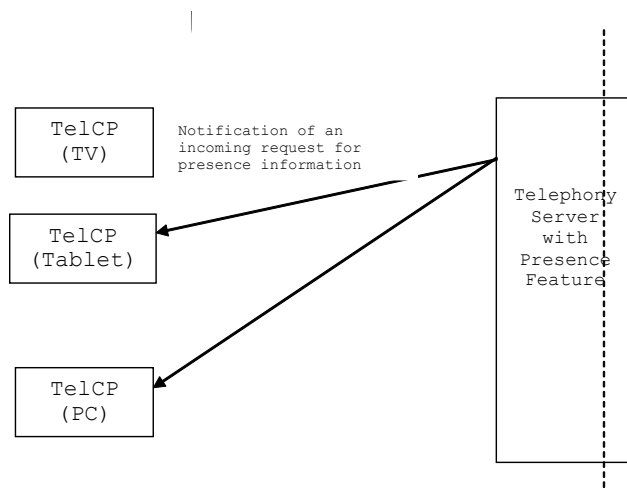 TelCP
(TV)
Notification of an
incoming request for
presence information
TelCP
(Tablet)
TelCP
(PC)
Telephony
Server
with
Presence
Feature